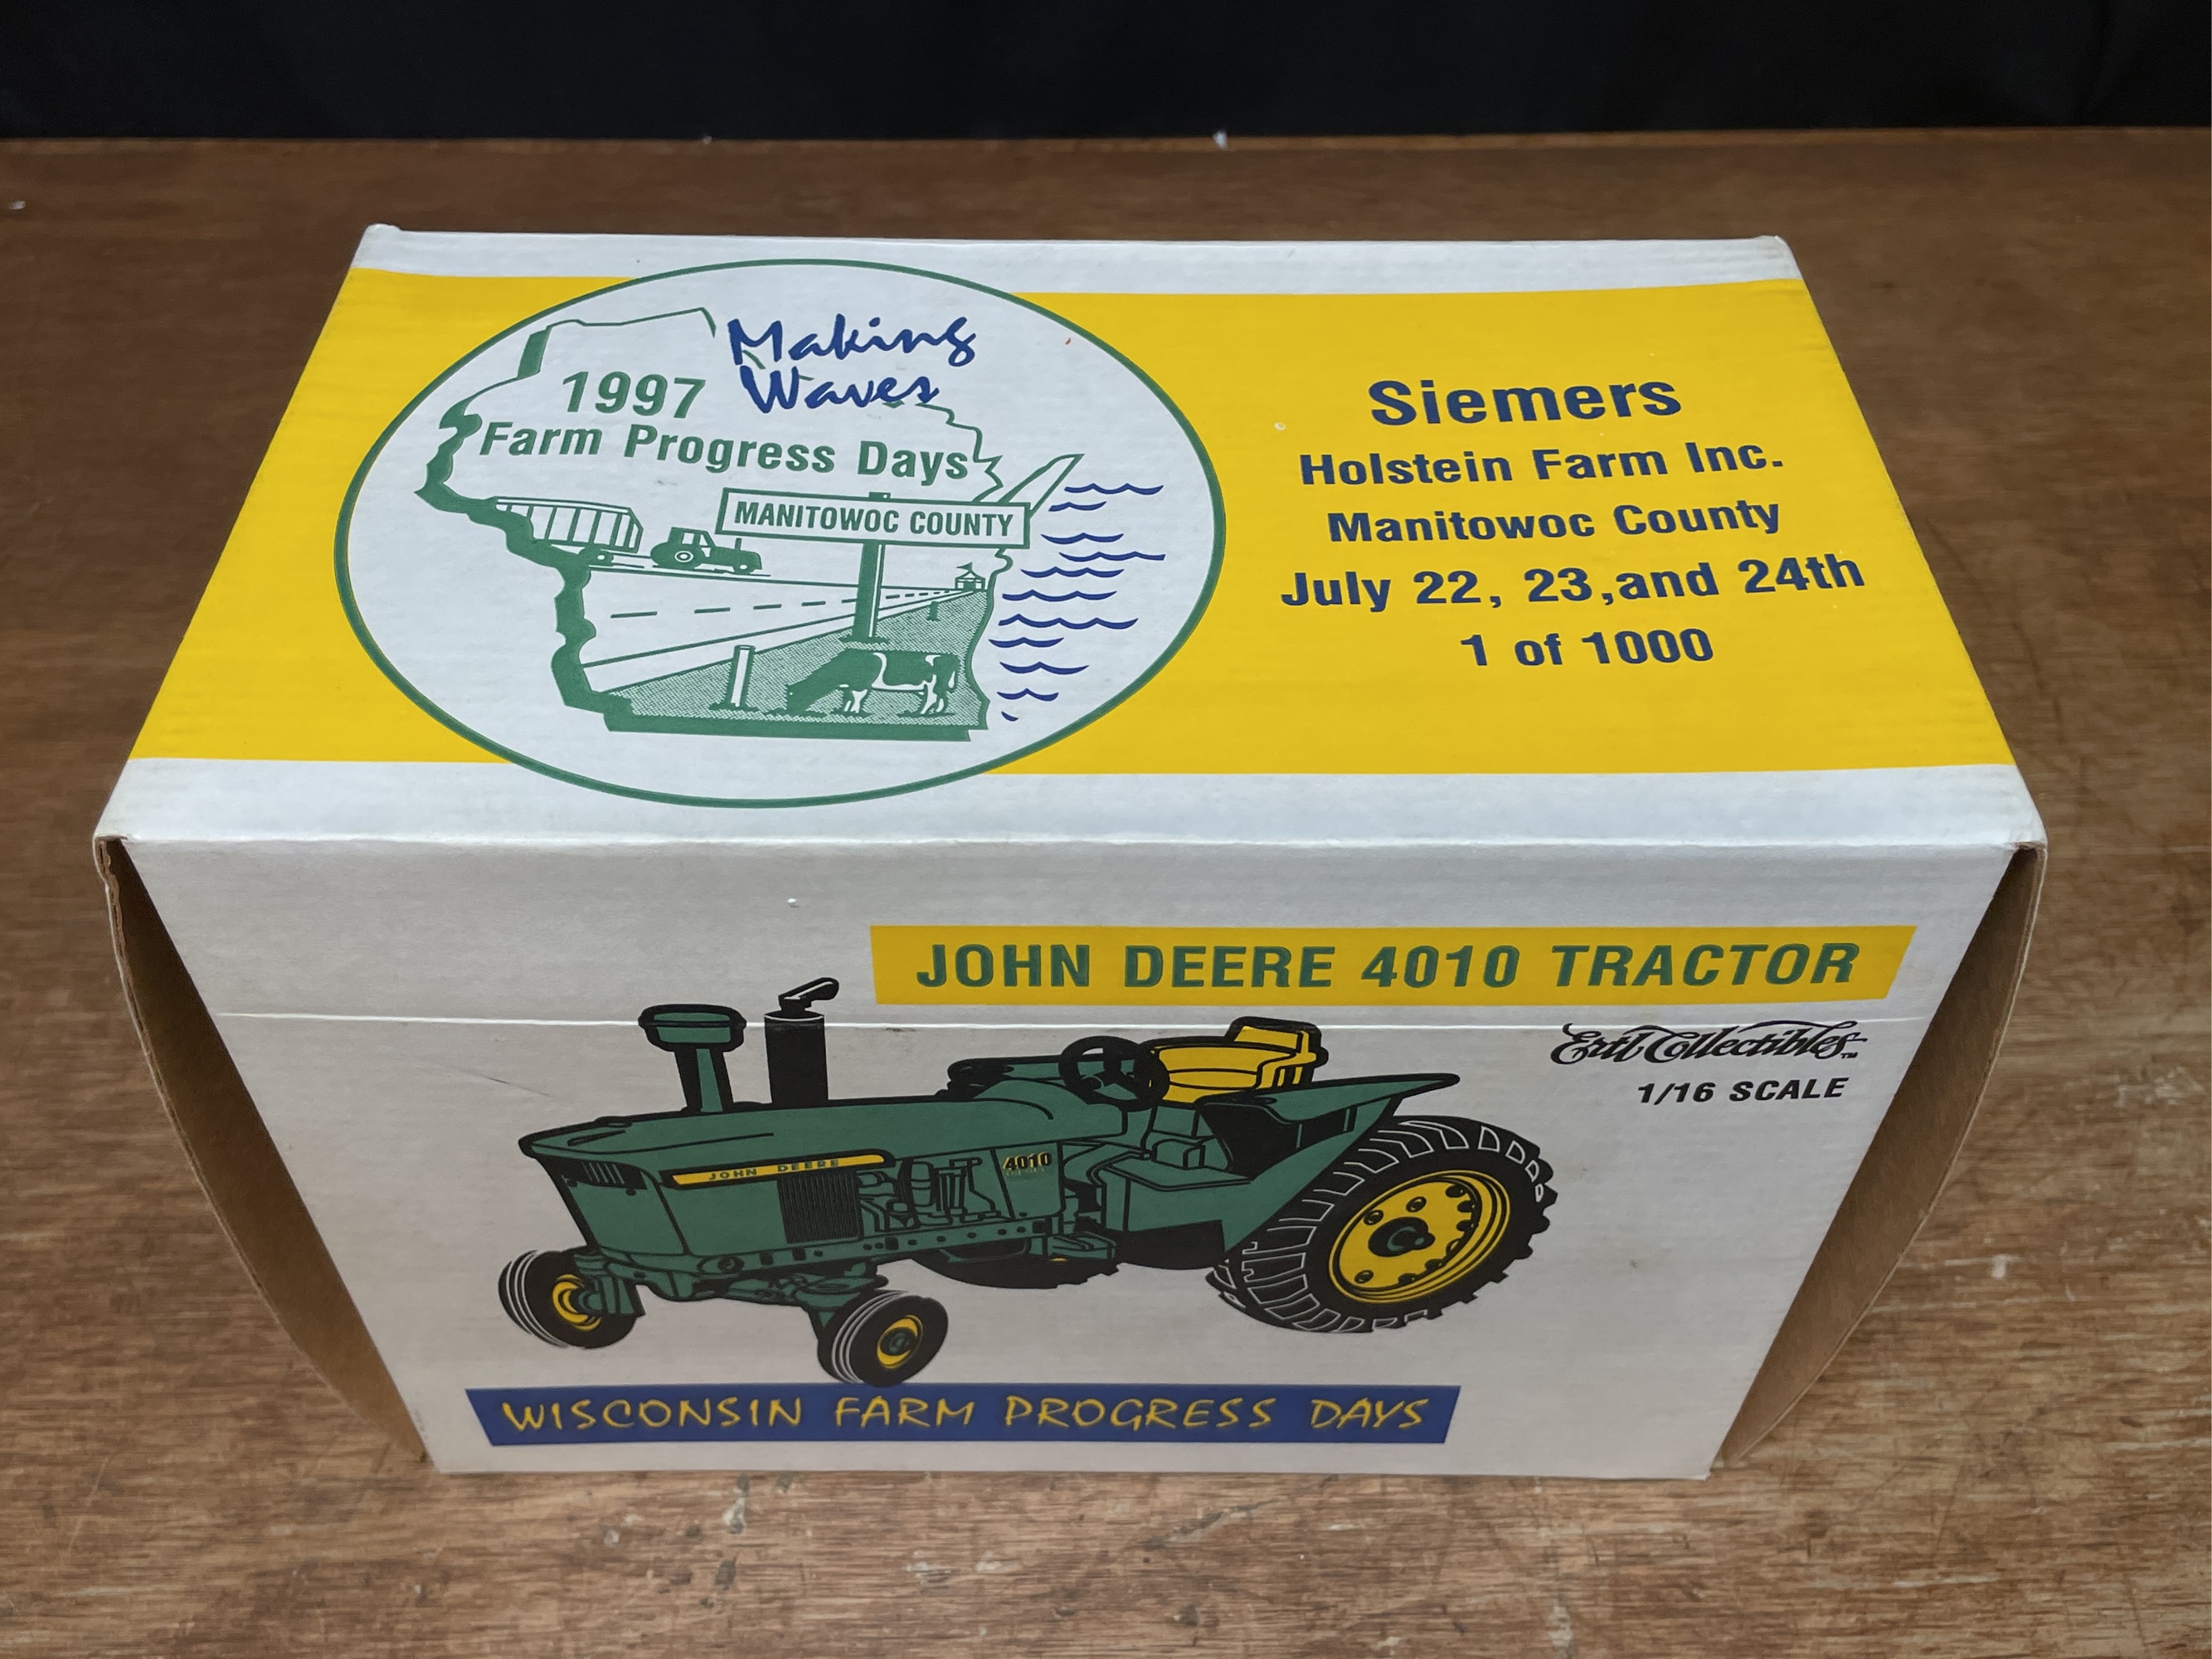 Making
Waves
1997
Farm Progress Days
MANITOWOC COUNTY
Siemers
Holstein Farm Inc.
Manitowoc County
July 22, 23,and 24th
1 of 1000
JOHN DEERE 4010 TRACTOR
Ertl Collectibles™
1/16 SCALE
JOHN DEERE
4010
WISCONSIN FARM PROGRESS DAYS